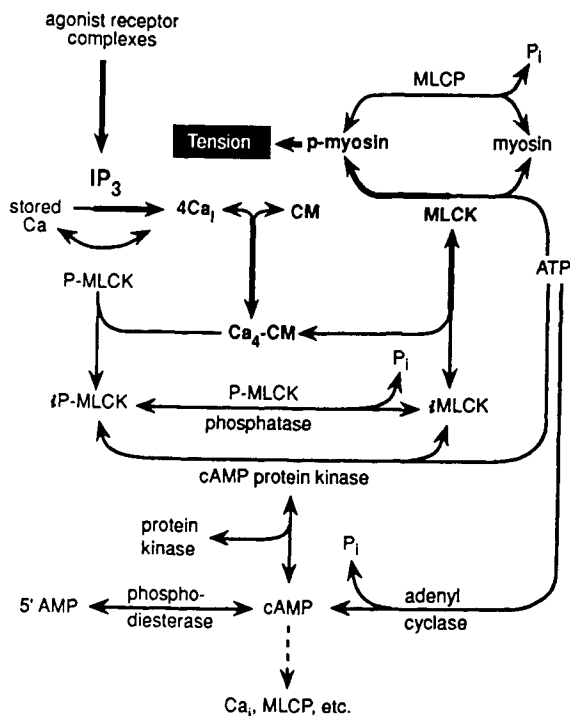 agonist receptor
complexes
Pi
MLCP
Tension
p-myosin
myosin
IP3
stored
Ca
4Cai
CM
MLCK
ATP
P-MLCK
Ca4-CM
Pi
P-MLCK
phosphatase
iP-MLCK
iMLCK
cAMP protein kinase
protein
kinase
Pi
5' AMP
phospho-
diesterase
cAMP
adenyl
cyclase
Cai, MLCP, etc.